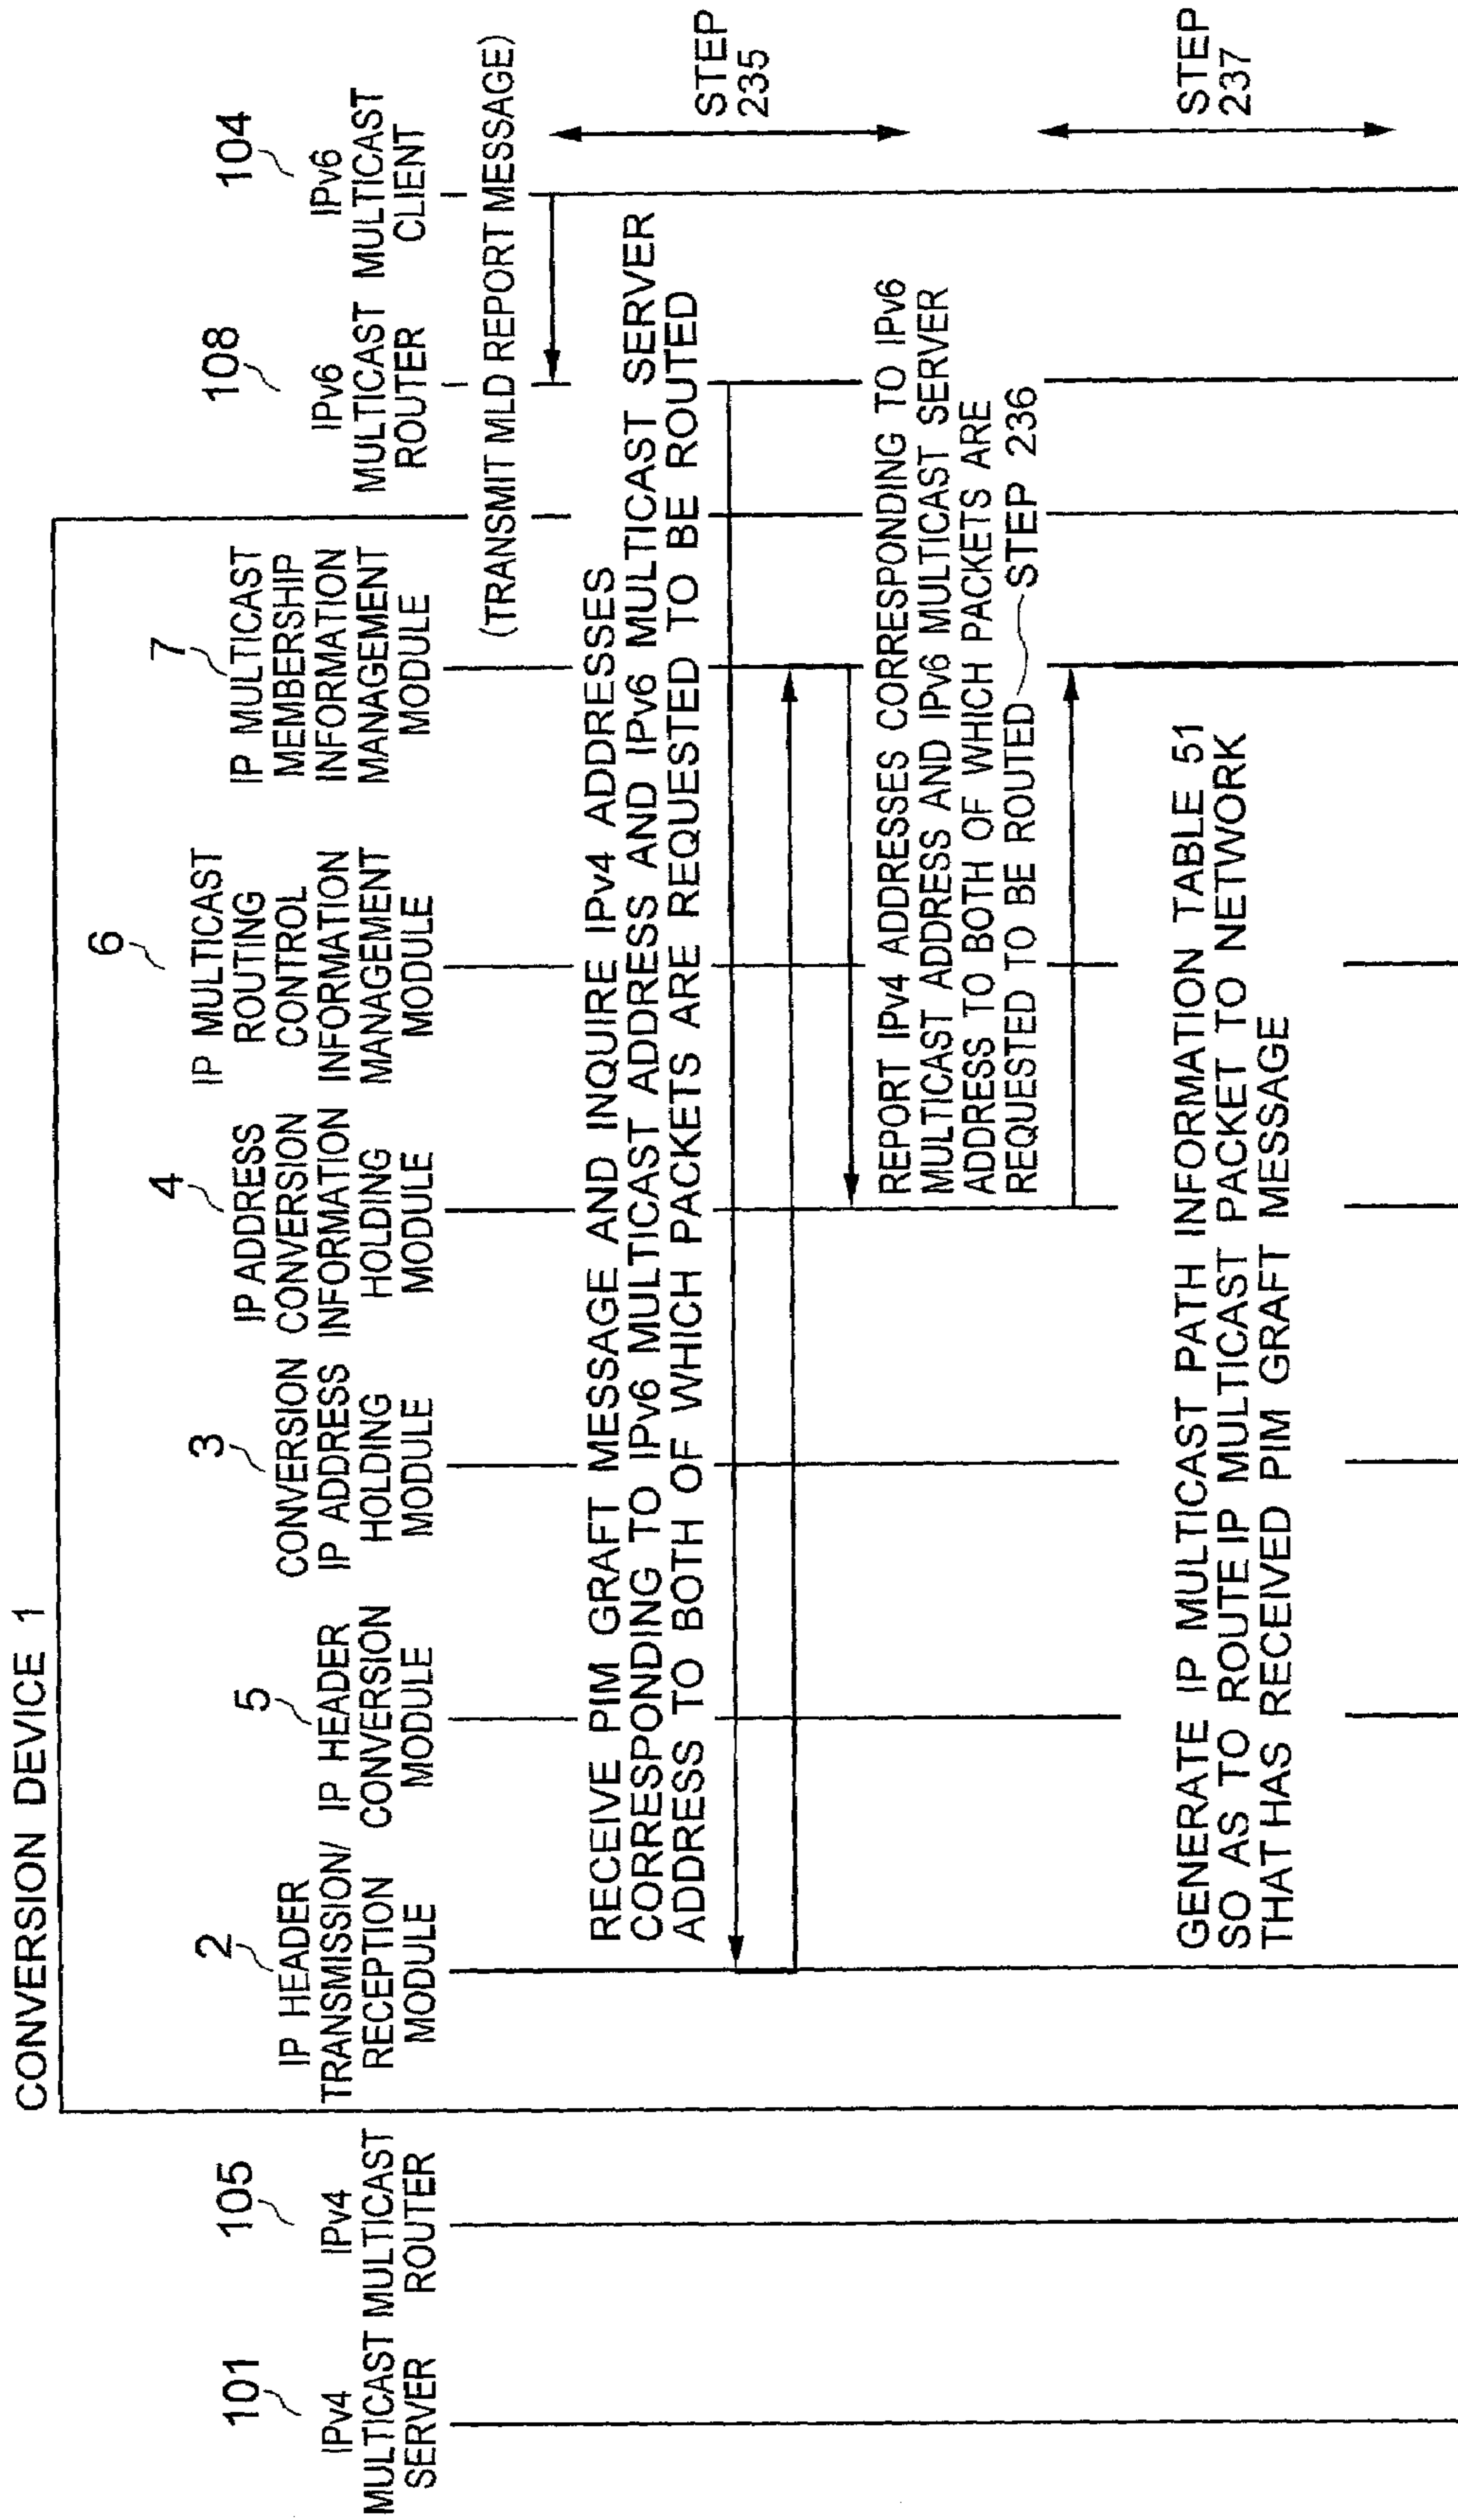 CONVERSION DEVICE 1
101
IPv4
MULTICAST
SERVER
105
IPv4
MULTICAST
ROUTER
2
IP HEADER
TRANSMISSION/
RECEPTION
MODULE
5
IP HEADER
CONVERSION
MODULE
3
CONVERSION
IP ADDRESS
HOLDING
MODULE
4
IP ADDRESS
CONVERSION
INFORMATION
HOLDING
MODULE
6
IP MULTICAST
ROUTING
CONTROL
INFORMATION
MANAGEMENT
MODULE
7
IP MULTICAST
MEMBERSHIP
INFORMATION
MANAGEMENT
MODULE
108
IPv6
MULTICAST
ROUTER
104
IPv6
MULTICAST
CLIENT
(TRANSMIT MLD REPORT MESSAGE)
RECEIVE PIM GRAFT MESSAGE AND INQUIRE IPv4 ADDRESSES
CORRESPONDING TO IPv6 MULTICAST ADDRESS AND IPv6 MULTICAST SERVER
ADDRESS TO BOTH OF WHICH PACKETS ARE REQUESTED TO BE ROUTED
STEP
235
REPORT IPv4 ADDRESSES CORRESPONDING TO IPv6
MULTICAST ADDRESS AND IPv6 MULTICAST SERVER
ADDRESS TO BOTH OF WHICH PACKETS ARE
REQUESTED TO BE ROUTED
STEP 236
GENERATE IP MULTICAST PATH INFORMATION TABLE 51
SO AS TO ROUTE IP MULTICAST PACKET TO NETWORK
THAT HAS RECEIVED PIM GRAFT MESSAGE
STEP
237